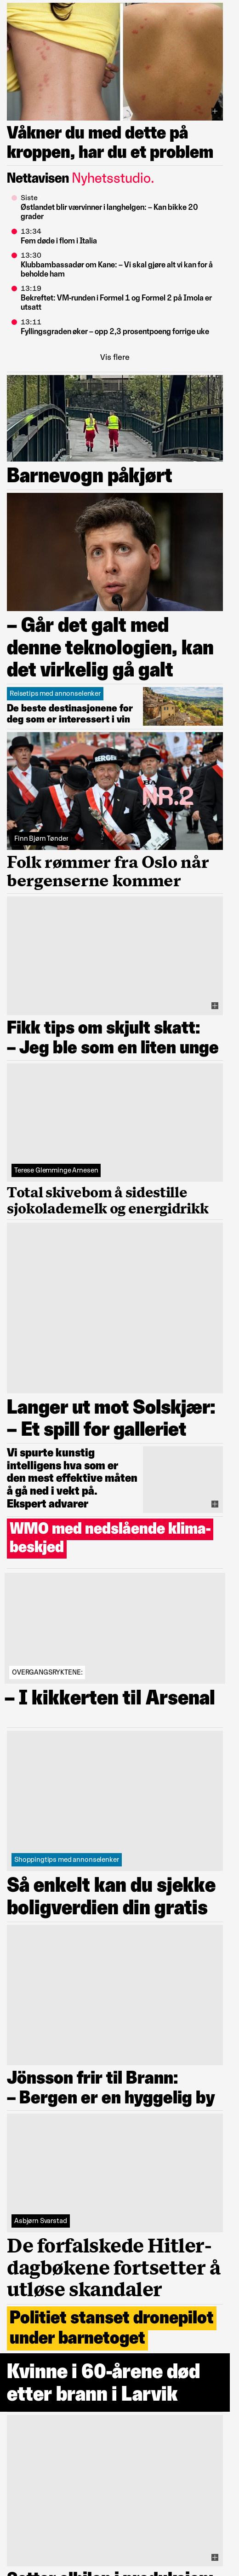 Våkner du med dette på
kroppen, har du et problem
Nettavisen Nyhetsstudio.
Siste
Østlandet blir værvinner i langhelgen: – Kan bikke 20
grader
13:34
Fem døde i flom i Italia
13:30
Klubbambassadør om Kane: – Vi skal gjøre alt vi kan for å
beholde ham
13:19
Bekreftet: VM-runden i Formel 1 og Formel 2 på Imola er
utsatt
13:11
Fyllingsgraden øker – opp 2,3 prosentpoeng forrige uke
Vis flere
Barnevogn påkjørt
– Går det galt med
denne teknologien, kan
det virkelig gå galt
Reisetips med annonselenker
De beste destinasjonene for
deg som er interessert i vin
BERGEN
NR.2
Finn Bjørn Tønder
Folk rømmer fra Oslo når
bergenserne kommer
Fikk tips om skjult skatt:
– Jeg ble som en liten unge
Terese Glemminge Arnesen
Total skivebom å sidestille
sjokolademelk og energidrikk
Langer ut mot Solskjær:
– Et spill for galleriet
Vi spurte kunstig
intelligens hva som er
den mest effektive måten
å gå ned i vekt på.
Ekspert advarer
WMO med nedslående klima-
beskjed
OVERGANGSRYKTENE:
– I kikkerten til Arsenal
Shoppingtips med annonselenker
Så enkelt kan du sjekke
boligverdien din gratis
Jönsson frir til Brann:
– Bergen er en hyggelig by
Asbjørn Svarstad
De forfalskede Hitler-
dagbøkene fortsetter å
utløse skandaler
Politiet stanset dronepilot
under barnetoget
Kvinne i 60-årene død
etter brann i Larvik